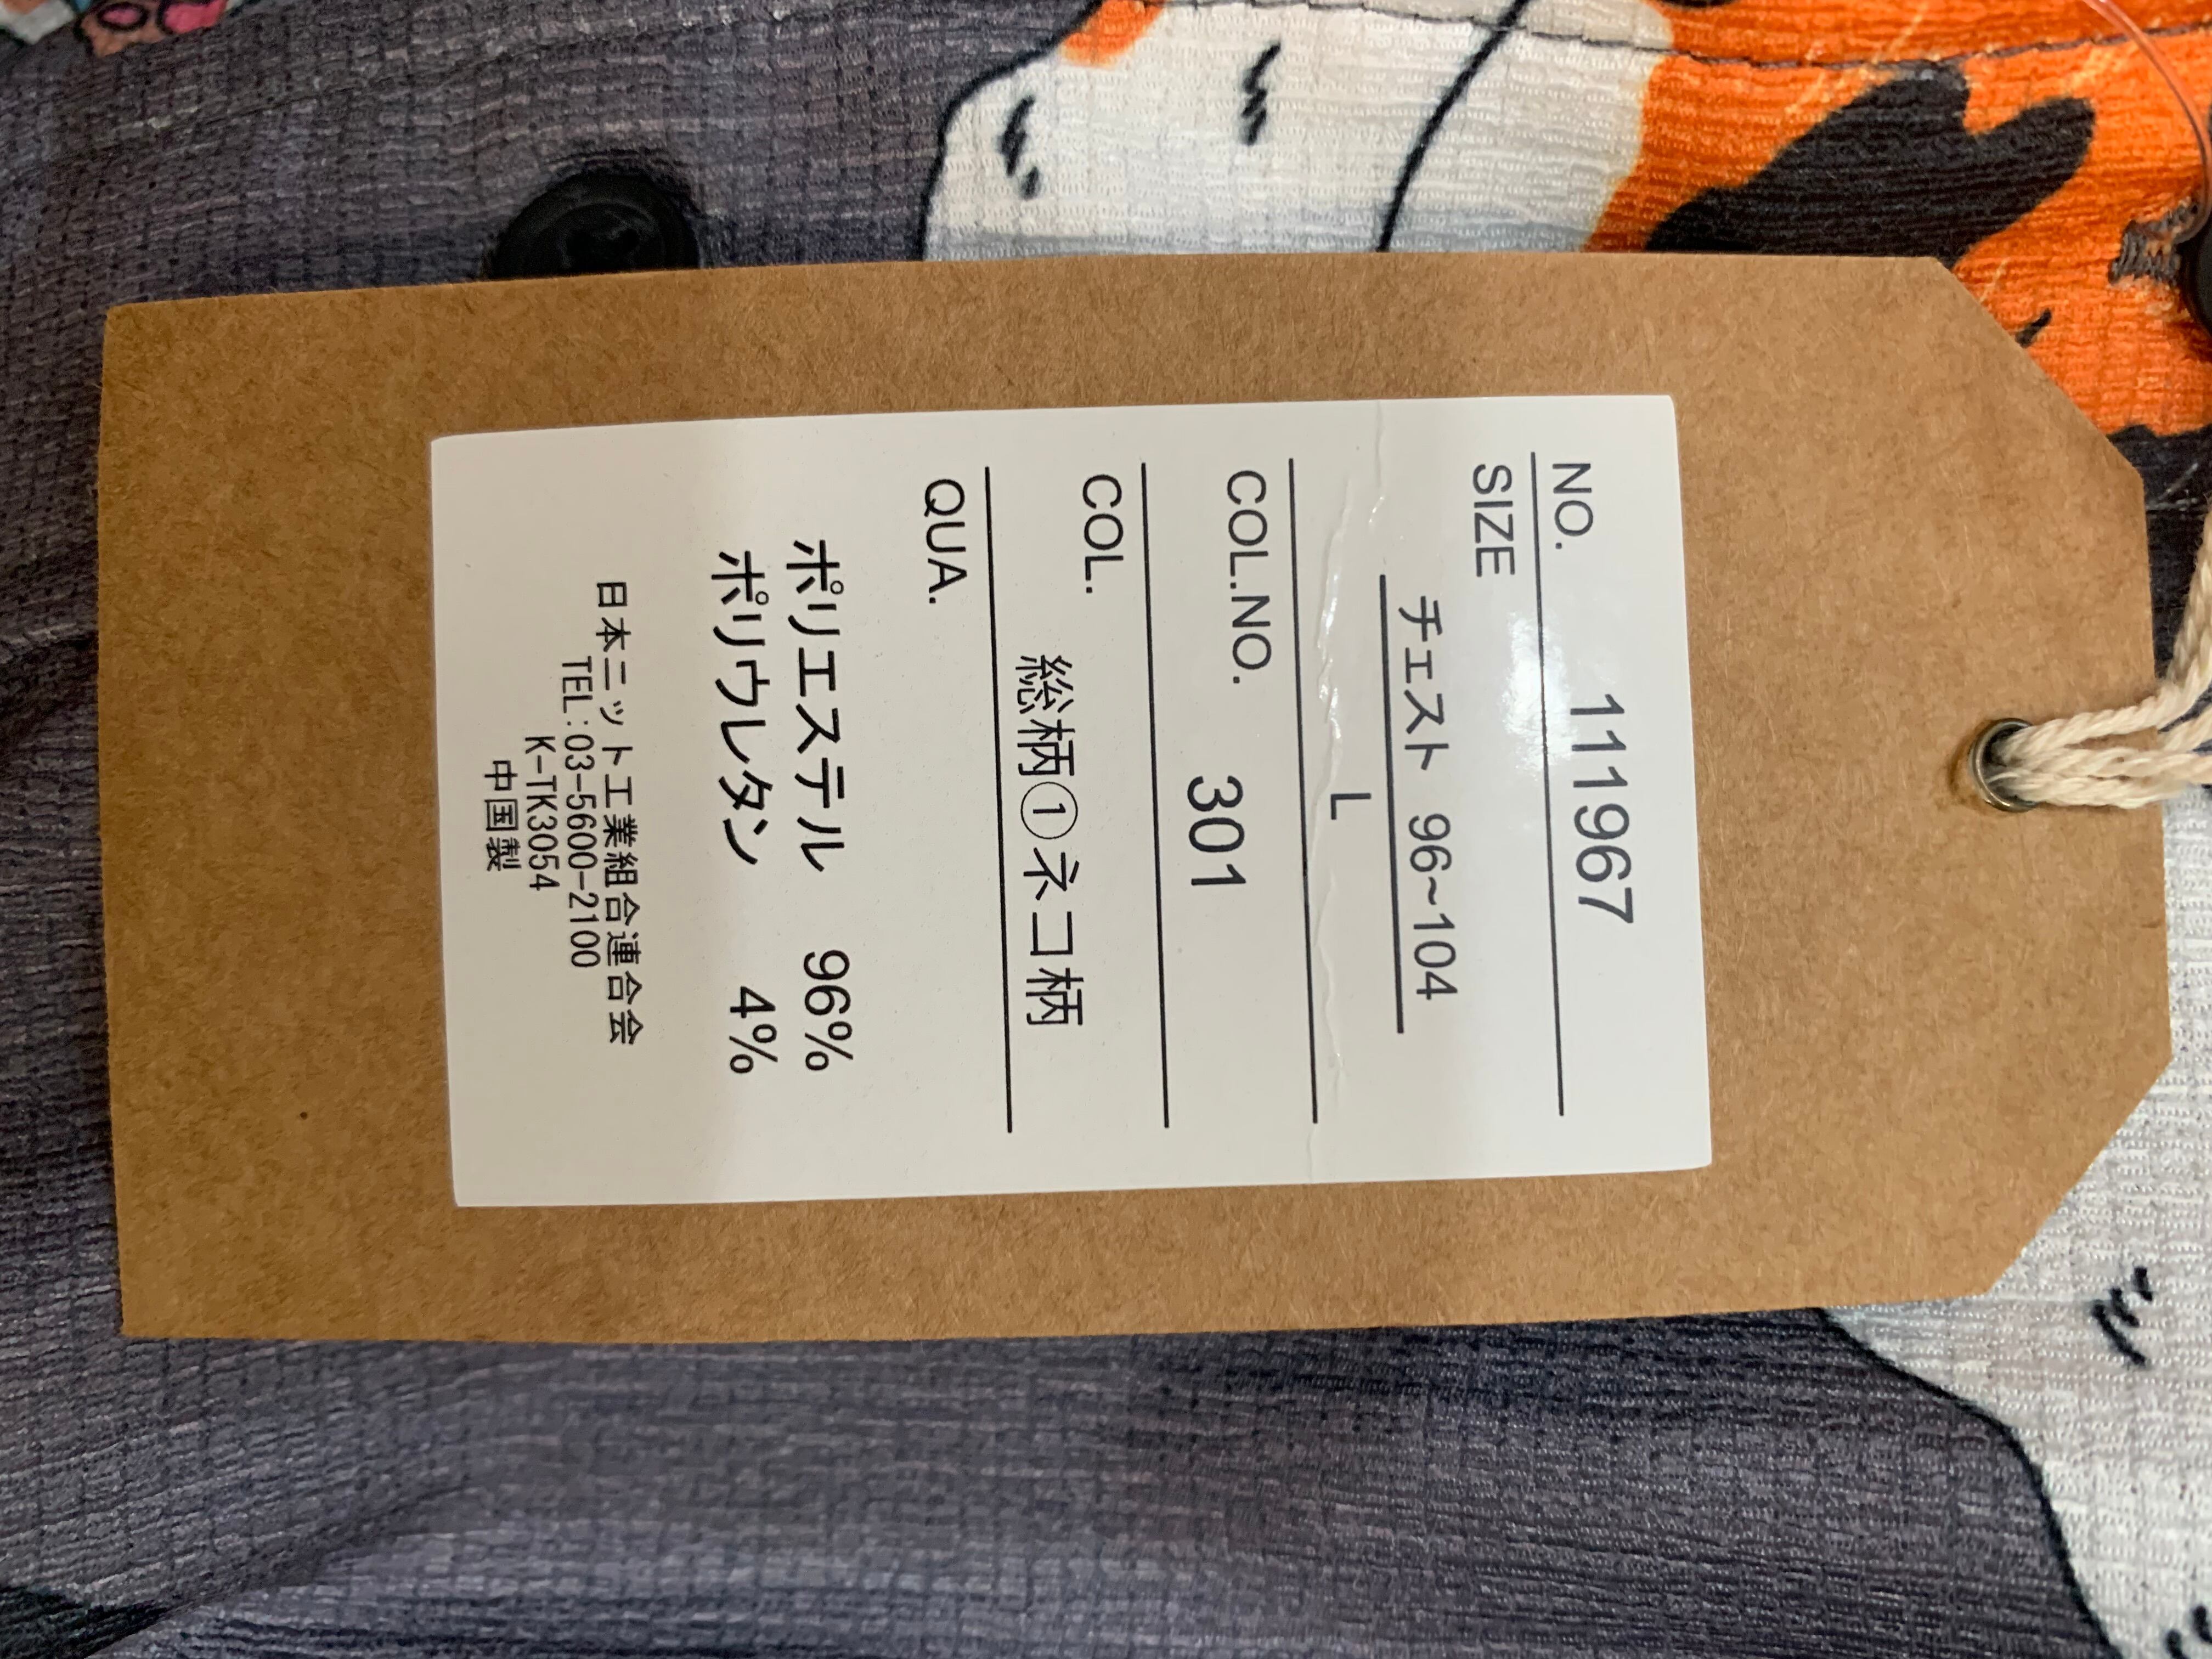 NO. 111967
SIZE
チェスト 96~104
L
COL.NO. 301
COL. 総柄①ネコ柄
QUA.
ポリエステル 96%
ポリウレタン 4%
日本ニット工業組合連合会
TEL:03-5600-2100
K-TK3054
中国製